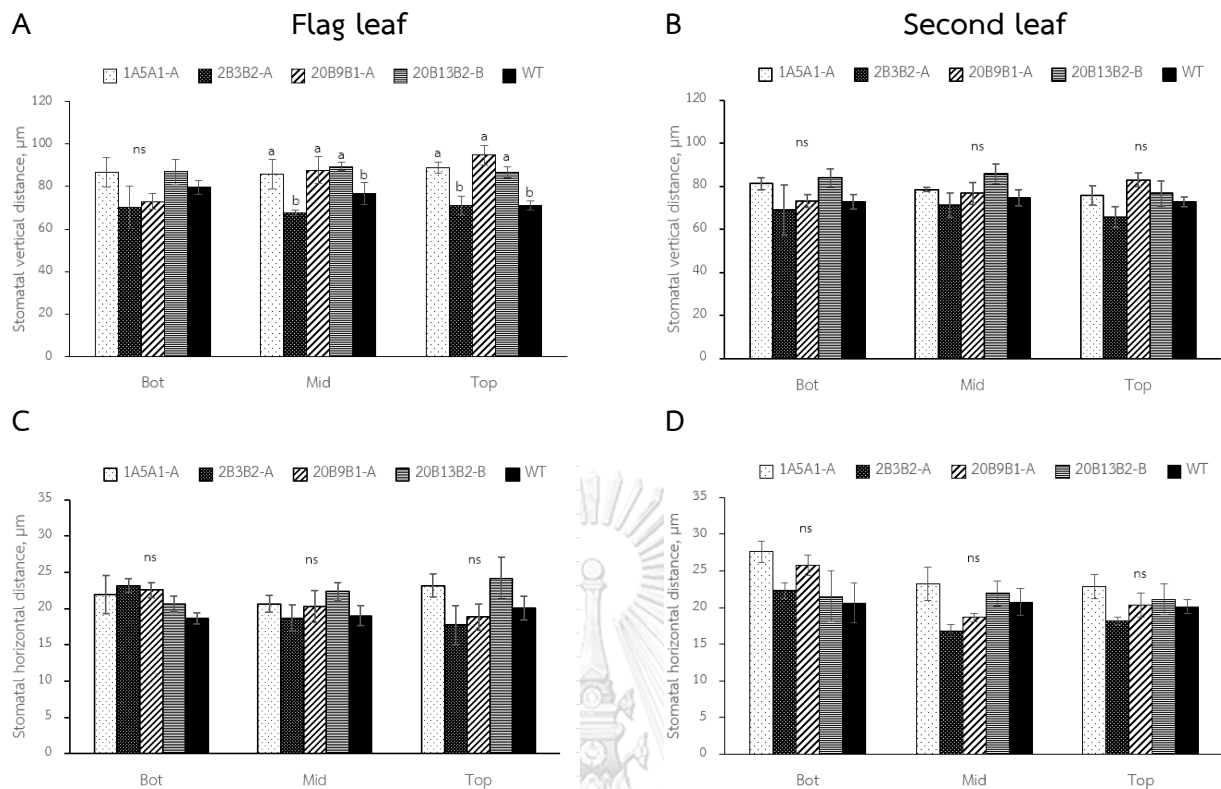 A Flag leaf
1A5A1-A 2B3B2-A 20B9B1-A 20B13B2-B WT
Stomatal vertical distance, µm
120
100
80
60
40
20
0
ns
a b a a b
a b a a b
Bot Mid Top
B Second leaf
1A5A1-A 2B3B2-A 20B9B1-A 20B13B2-B WT
Stomatal vertical distance, µm
120
100
80
60
40
20
0
ns ns ns
Bot Mid Top
C
1A5A1-A 2B3B2-A 20B9B1-A 20B13B2-B WT
Stomatal horizontal distance, µm
35
30
25
20
15
10
5
0
ns ns ns
Bot Mid Top
D
1A5A1-A 2B3B2-A 20B9B1-A 20B13B2-B WT
Stomatal horizontal distance, µm
35
30
25
20
15
10
5
0
ns ns ns
Bot Mid Top